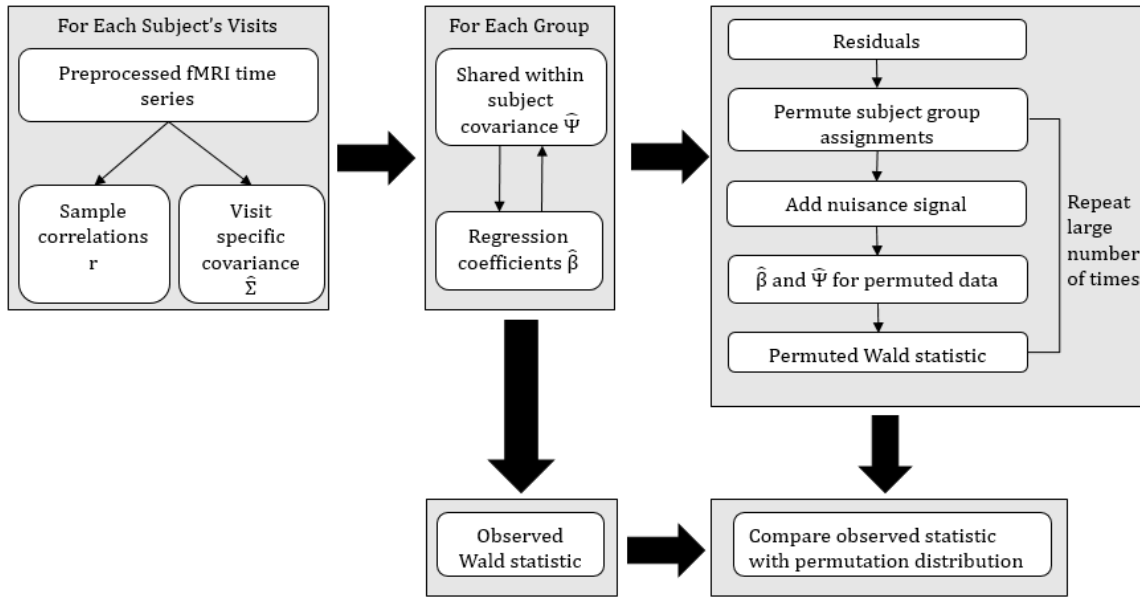 For Each Subject's Visits
Preprocessed fMRI time
series
Sample
correlations
r
Visit
specific
covariance
Σ̂
For Each Group
Shared within
subject
covariance Ψ̂
Regression
coefficients β̂
Residuals
Permute subject group
assignments
Add nuisance signal
β̂ and Ψ̂ for permuted data
Permuted Wald statistic
Repeat
large
number
of times
Observed
Wald statistic
Compare observed statistic
with permutation distribution